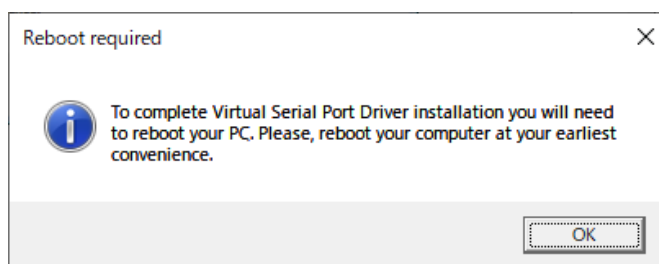 Reboot required
To complete Virtual Serial Port Driver installation you will need
to reboot your PC. Please, reboot your computer at your earliest
convenience.
OK